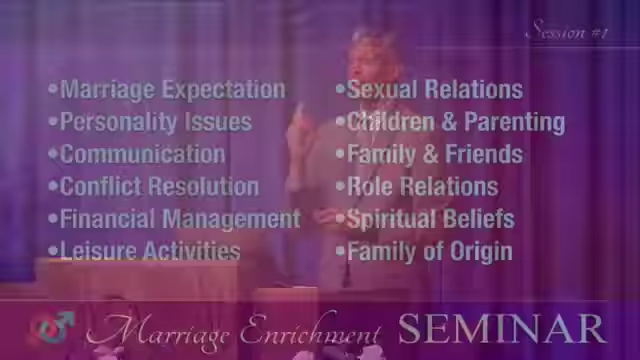 Session #1
•Marriage Expectation
•Personality Issues
•Communication
•Conflict Resolution
•Financial Management
•Leisure Activities
•Sexual Relations
•Children & Parenting
•Family & Friends
•Role Relations
•Spiritual Beliefs
•Family of Origin
Marriage Enrichment SEMINAR